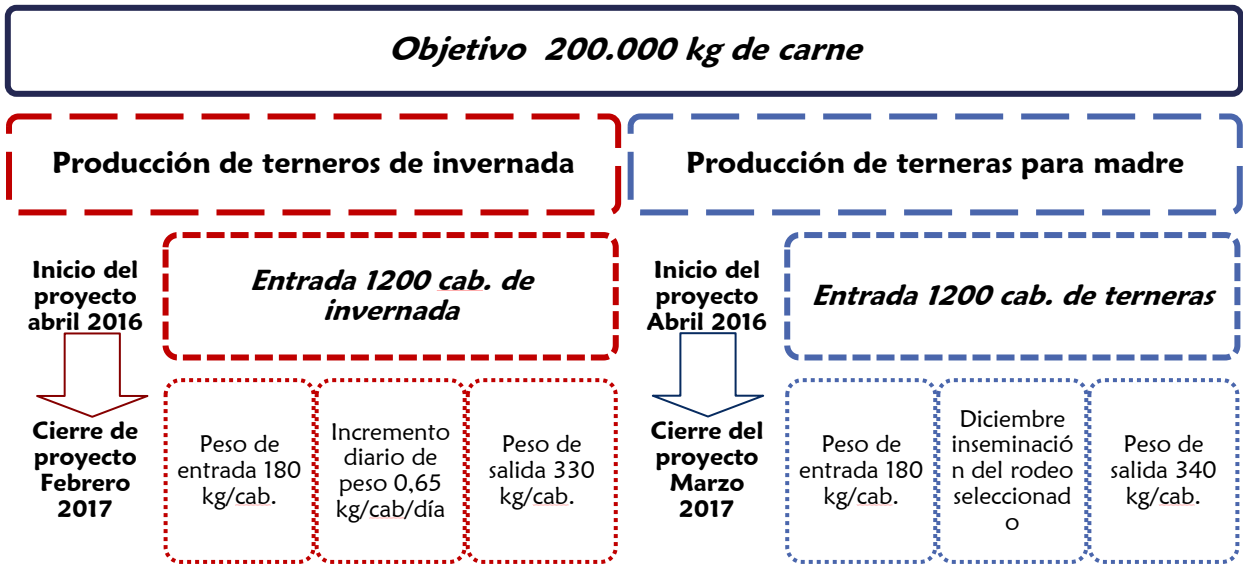 Objetivo 200.000 kg de carne
Producción de terneros de invernada
Producción de terneras para madre
Inicio del
proyecto
abril 2016
Entrada 1200 cab. de
invernada
Cierre de
proyecto
Febrero
2017
Peso de
entrada 180
kg/cab.
Incremento
diario de
peso 0,65
kg/cab/día
Peso de
salida 330
kg/cab.
Inicio del
proyecto
Abril 2016
Entrada 1200 cab. de terneras
Cierre del
proyecto
Marzo
2017
Peso de
entrada 180
kg/cab.
Diciembre
inseminació
n del rodeo
seleccionad
o
Peso de
salida 340
kg/cab.